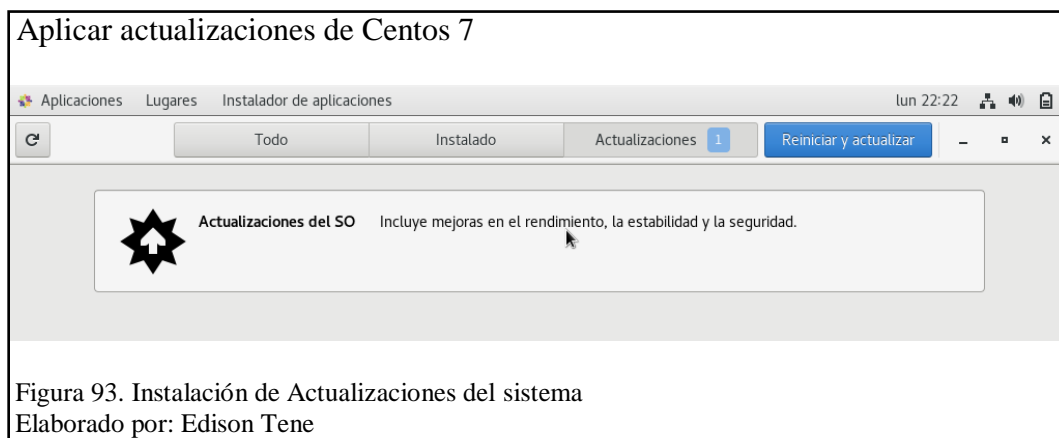 Aplicar actualizaciones de Centos 7
Aplicaciones Lugares Instalador de aplicaciones lun 22:22
Todo Instalado Actualizaciones 1 Reiniciar y actualizar
Actualizaciones del SO Incluye mejoras en el rendimiento, la estabilidad y la seguridad.
Figura 93. Instalación de Actualizaciones del sistema
Elaborado por: Edison Tene